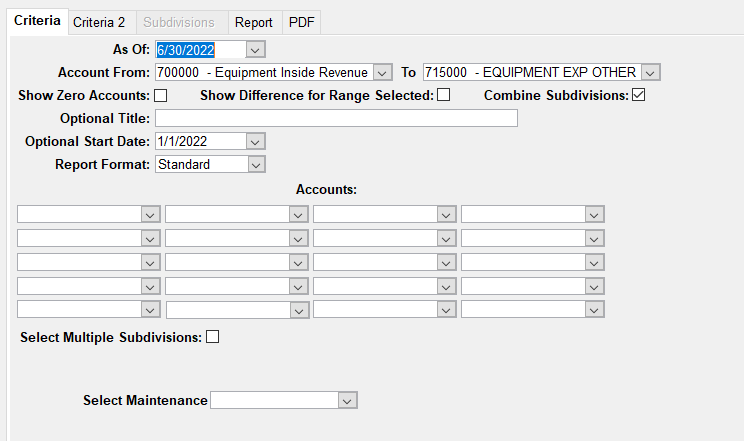 Criteria Criteria 2 Subdivisions Report PDF
As Of: 6/30/2022
Account From: 700000 - Equipment Inside Revenue To 715000 - EQUIPMENT EXP OTHER
Show Zero Accounts: Show Difference for Range Selected: Combine Subdivisions:
Optional Title:
Optional Start Date: 1/1/2022
Report Format: Standard
Accounts:
Select Multiple Subdivisions:
Select Maintenance